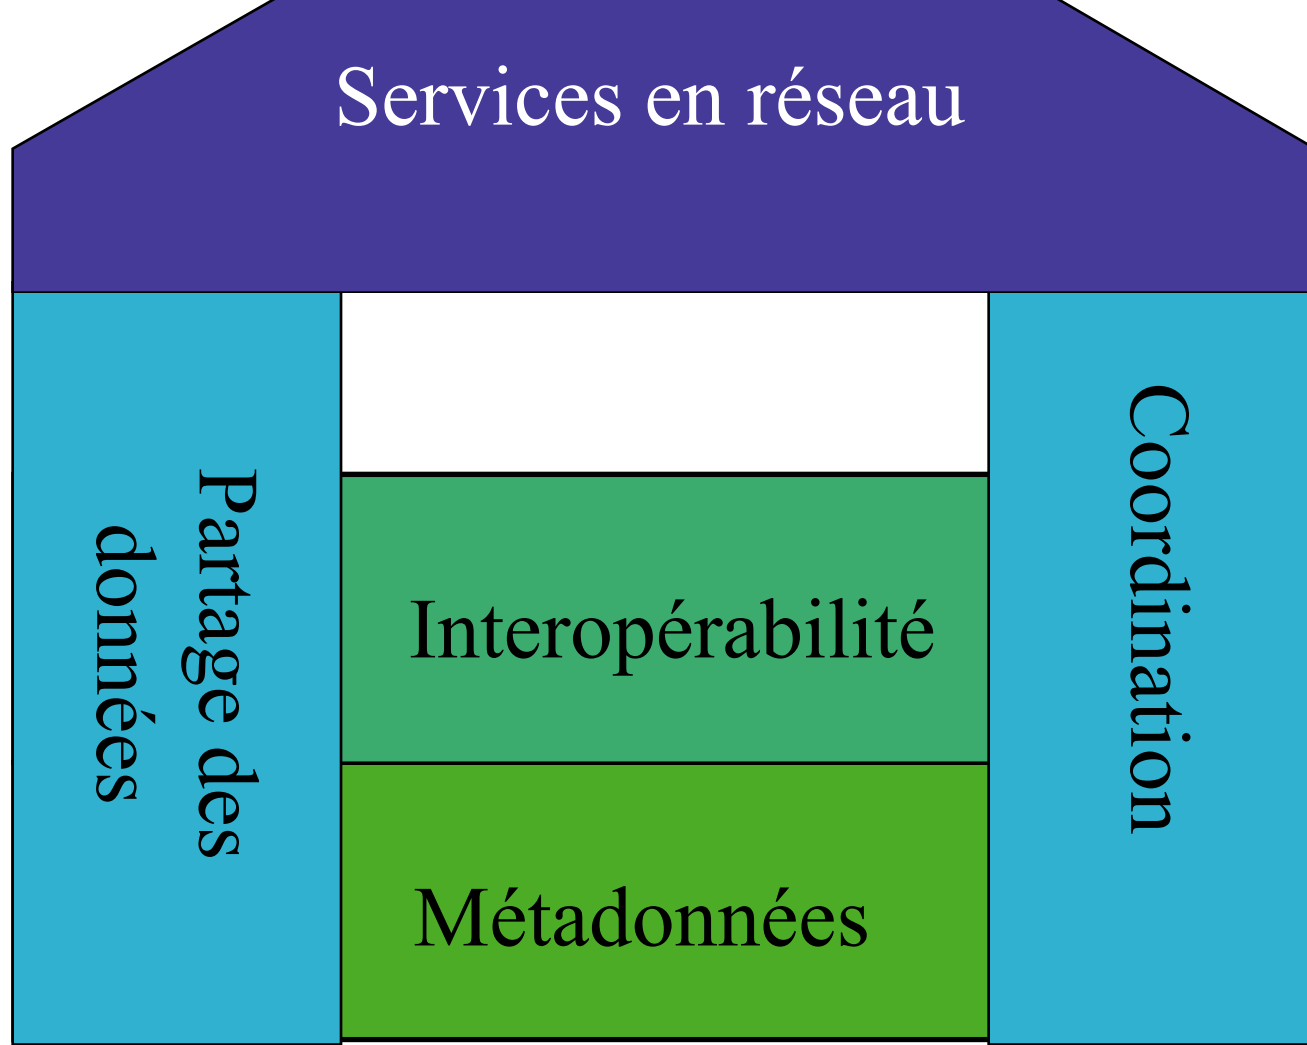 Services en réseau
Partage des
données
Interopérabilité
Métadonnées
Coordination